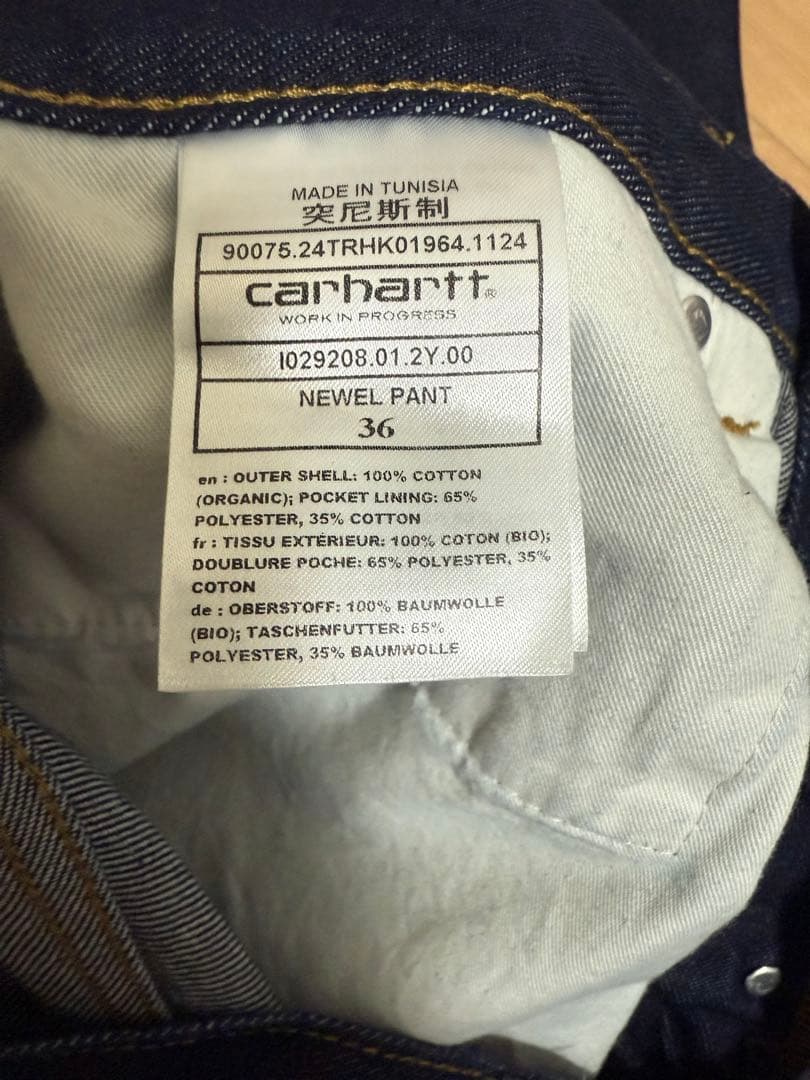 MADE IN TUNISIA
突尼斯制
90075.24TRHK01964.1124
carhartt®
WORK IN PROGRESS
I029208.01.2Y.00
NEWEL PANT
36
en : OUTER SHELL: 100% COTTON
(ORGANIC); POCKET LINING: 65%
POLYESTER, 35% COTTON
fr : TISSU EXTÉRIEUR: 100% COTON (BIO);
DOUBLURE POCHE: 65% POLYESTER, 35%
COTON
de : OBERSTOFF: 100% BAUMWOLLE
(BIO); TASCHENFUTTER: 65%
POLYESTER, 35% BAUMWOLLE